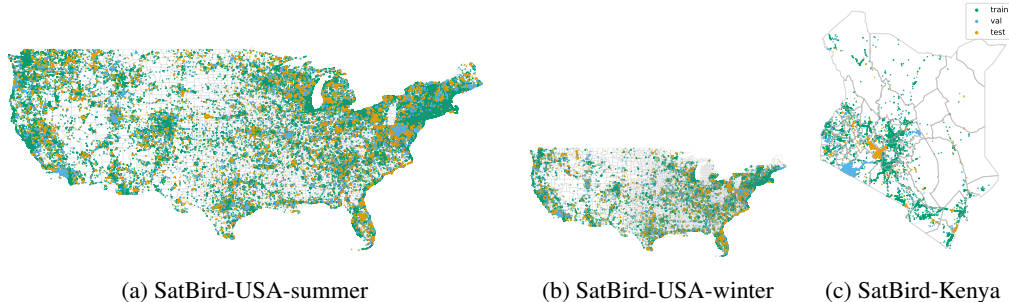 train
val
test
(a) SatBird-USA-summer
(b) SatBird-USA-winter
(c) SatBird-Kenya